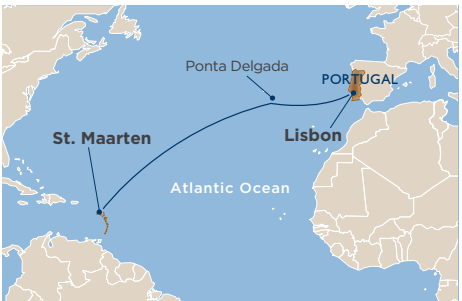 Ponta Delgada
PORTUGAL
Lisbon
St. Maarten
Atlantic Ocean